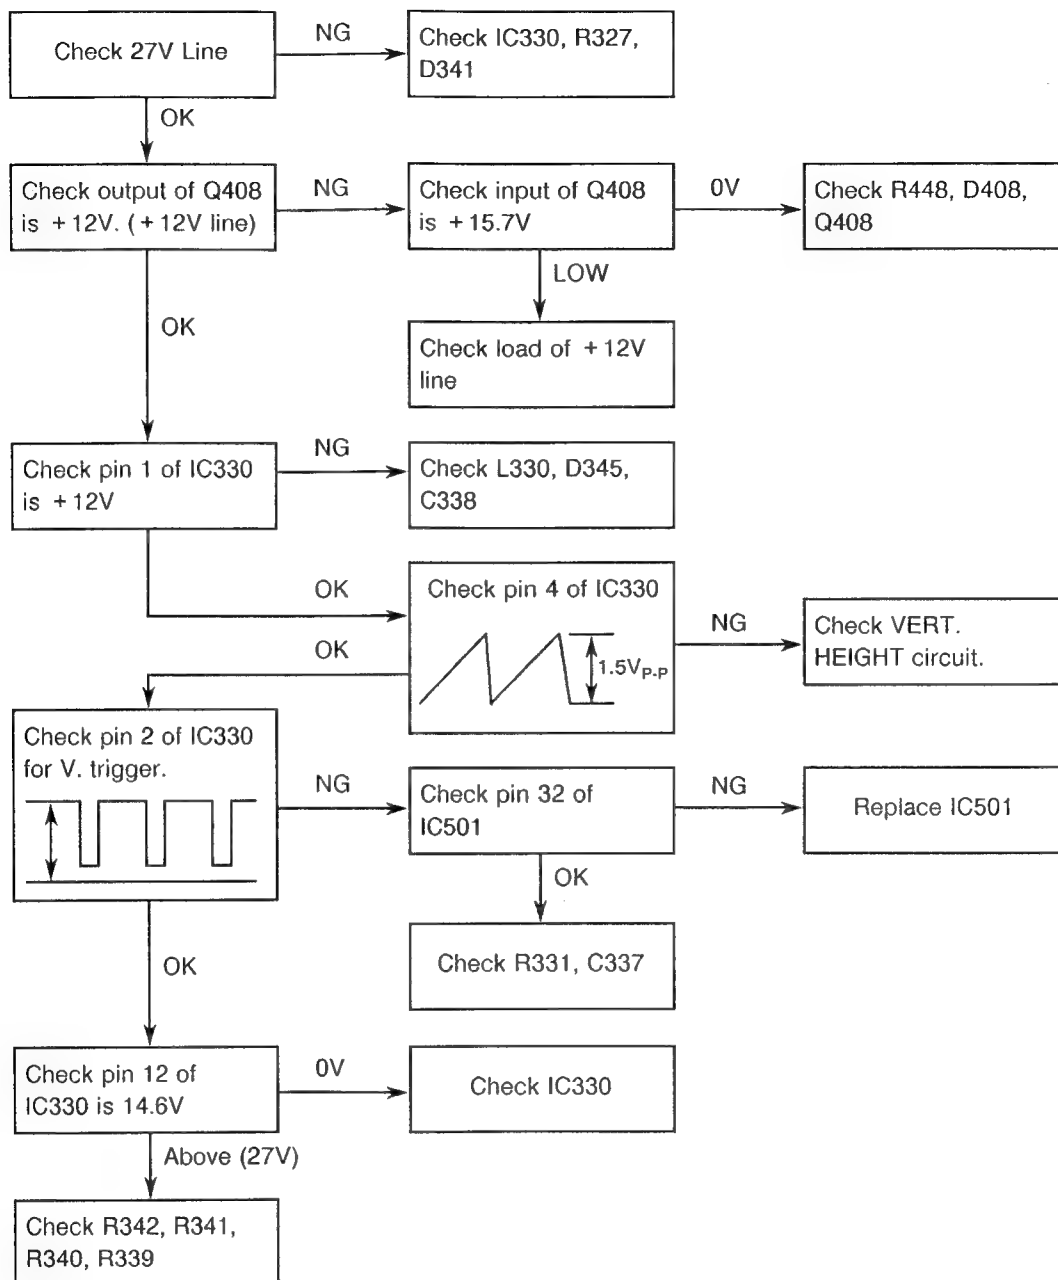 Check 27V Line
NG
Check IC330, R327,
D341
OK
Check output of Q408
is +12V. (+12V line)
NG
Check input of Q408
is +15.7V
0V
Check R448, D408,
Q408
LOW
OK
Check load of +12V
line
Check pin 1 of IC330
is +12V
NG
Check L330, D345,
C338
OK
Check pin 4 of IC330
1.5VP-P
NG
Check VERT.
HEIGHT circuit.
OK
Check pin 2 of IC330
for V. trigger.
NG
Check pin 32 of
IC501
NG
Replace IC501
OK
Check R331, C337
OK
Check pin 12 of
IC330 is 14.6V
0V
Check IC330
Above (27V)
Check R342, R341,
R340, R339